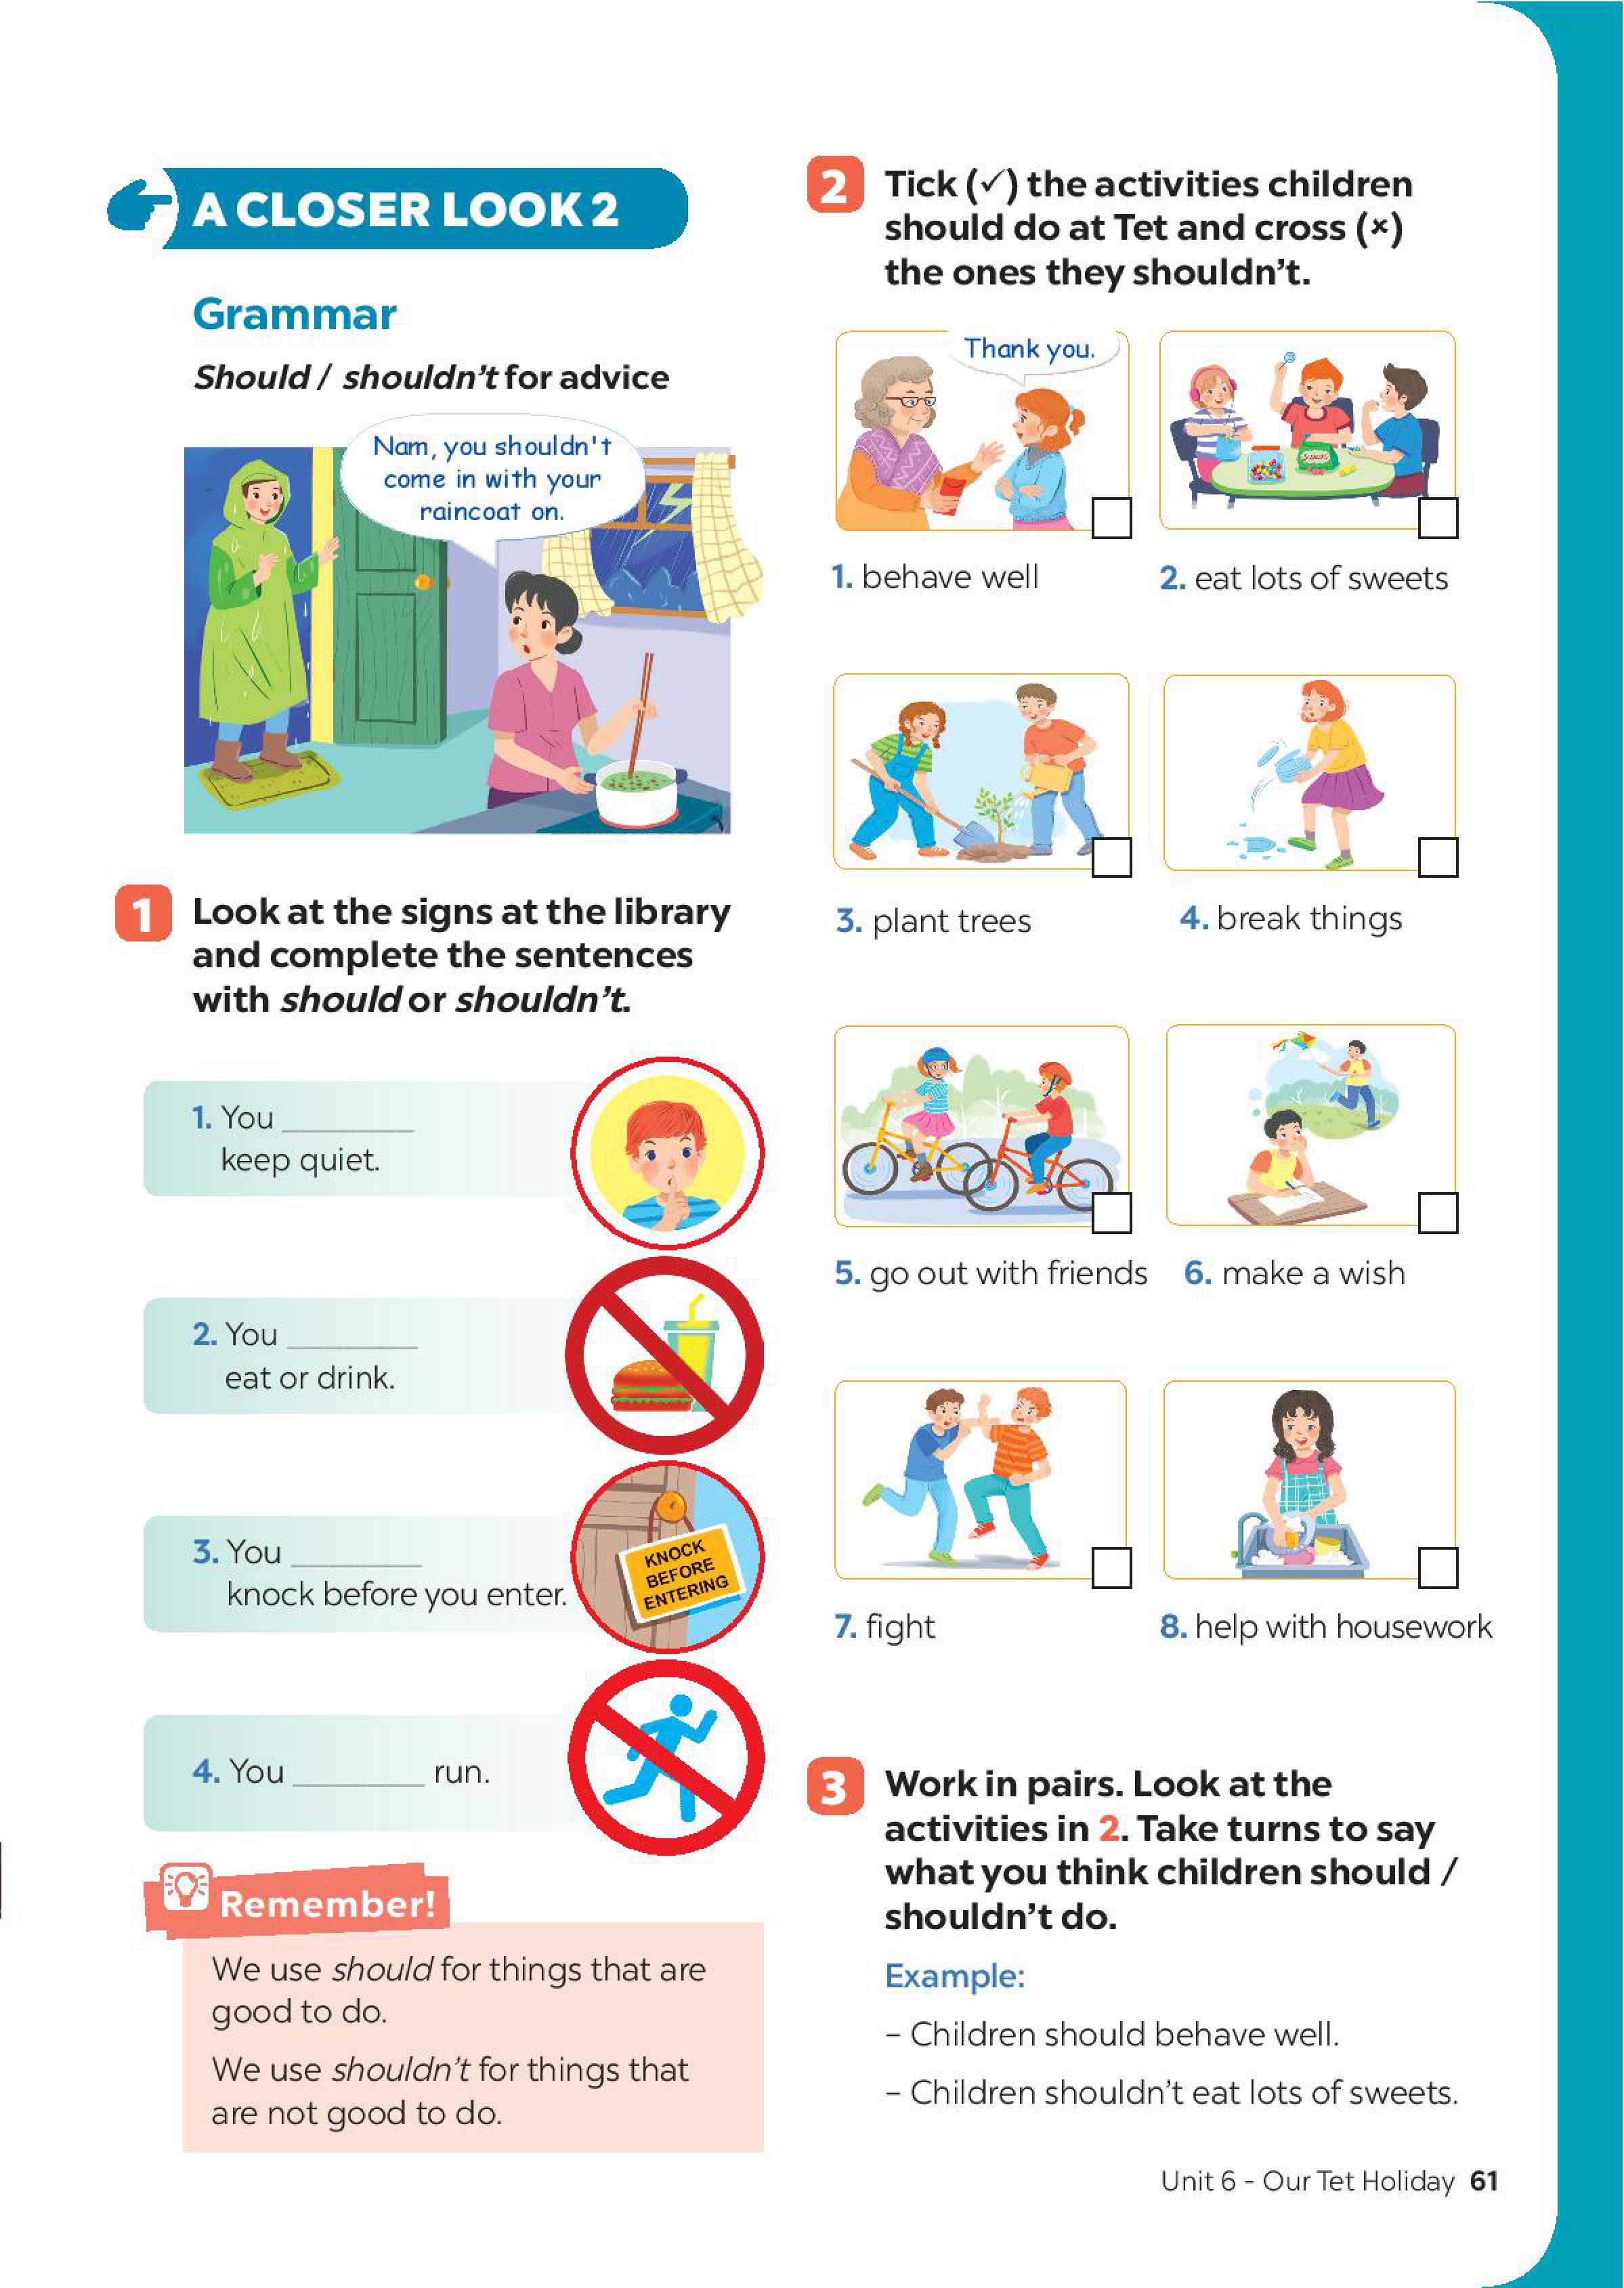 A CLOSER LOOK 2
Grammar
Should / shouldn't for advice
Nam, you shouldn't
come in with your
raincoat on.
1 Look at the signs at the library
and complete the sentences
with should or shouldn't.
1. You _________
keep quiet.
2. You _________
eat or drink.
3. You _________
knock before you enter.
KNOCK
BEFORE
ENTERING
4. You _________ run.
Remember!
We use should for things that are
good to do.
We use shouldn't for things that
are not good to do.
2 Tick (✓) the activities children
should do at Tet and cross (×)
the ones they shouldn't.
Thank you.
1. behave well
2. eat lots of sweets
3. plant trees
4. break things
5. go out with friends
6. make a wish
7. fight
8. help with housework
3 Work in pairs. Look at the
activities in 2. Take turns to say
what you think children should /
shouldn't do.
Example:
– Children should behave well.
– Children shouldn't eat lots of sweets.
Unit 6 - Our Tet Holiday 61